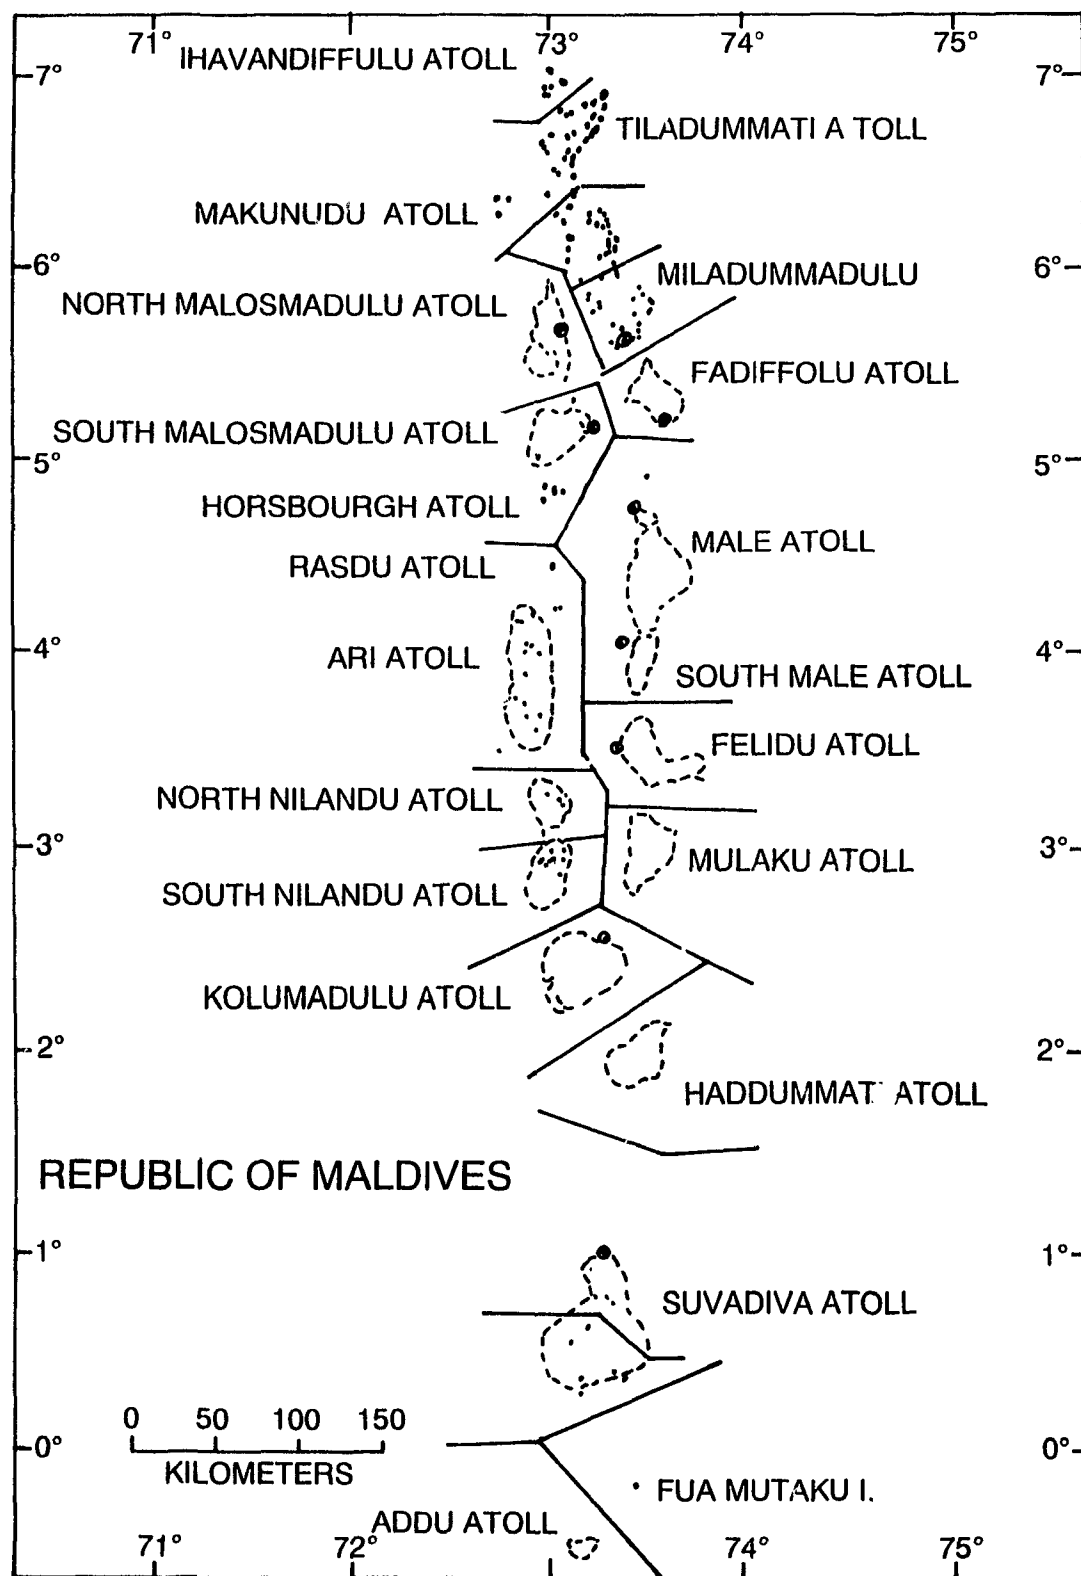 71° 73° 74° 75°
IHAVANDIFFULU ATOLL
7° 7°
TILADUMMATI A TOLL
MAKUNUDU ATOLL
6° MILADUMMADULU 6°
NORTH MALOSMADULU ATOLL
FADIFFOLU ATOLL
SOUTH MALOSMADULU ATOLL
5° 5°
HORSBOURGH ATOLL
MALE ATOLL
RASDU ATOLL
4° ARI ATOLL 4°
SOUTH MALE ATOLL
FELIDU ATOLL
NORTH NILANDU ATOLL
3° 3°
MULAKU ATOLL
SOUTH NILANDU ATOLL
KOLUMADULU ATOLL
2° 2°
ATOLL
REPUBLIC OF MALDIVES
1° 1°
SUVADIVA ATOLL
0 50 100 150
0° 0°
KILOMETERS
FUA MUTAKU I.
ADDU ATOLL
71° 72° 74° 75°